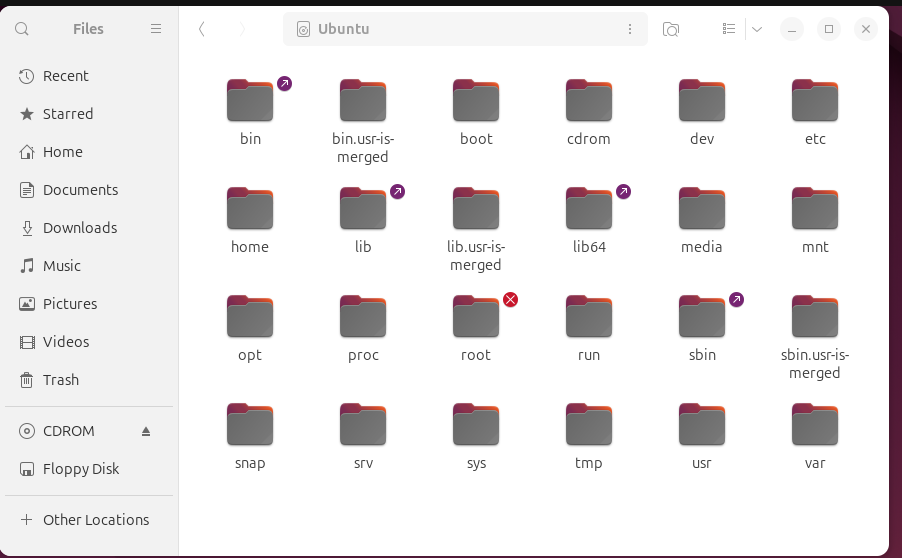 Files
Ubuntu
Recent
Starred
Home
Documents
Downloads
Music
Pictures
Videos
Trash
CDROM
Floppy Disk
Other Locations
bin
bin.usr-is-
merged
boot
cdrom
dev
etc
home
lib
lib.usr-is-
merged
lib64
media
mnt
opt
proc
root
run
sbin
sbin.usr-is-
merged
snap
srv
sys
tmp
usr
var